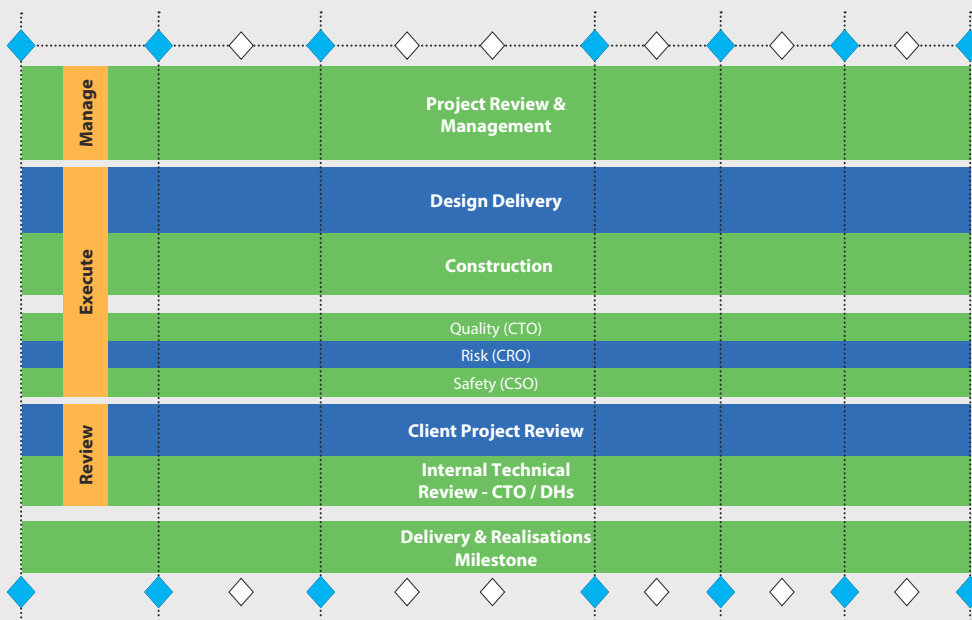 Manage
Project Review &
Management
Execute
Design Delivery
Construction
Quality (CTO)
Risk (CRO)
Safety (CSO)
Review
Client Project Review
Internal Technical
Review - CTO / DHs
Delivery & Realisations
Milestone